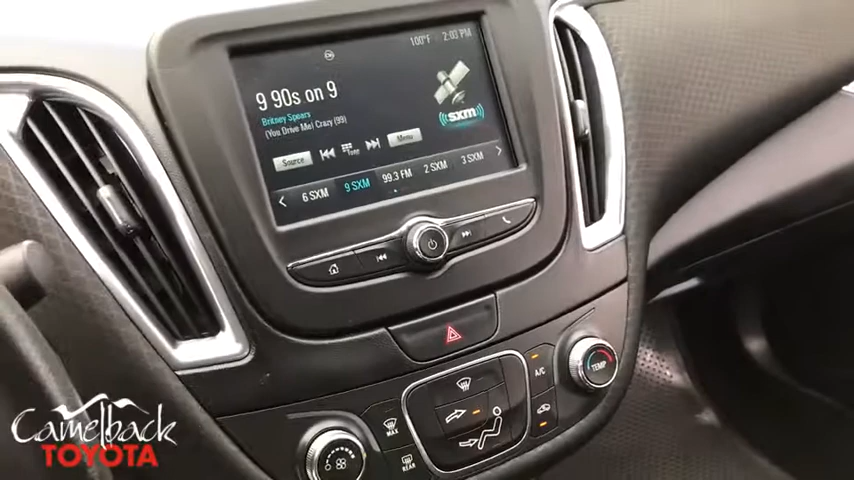 100°F 2:03 PM
9 90s on 9
Britney Spears
(You Drive Me) Crazy (99)
sxm
Source
Tune
Menu
6 SXM 9 SXM 99.3 FM 2 SXM 3 SXM
A/C
TEMP
MAX
REAR
Camelback
TOYOTA